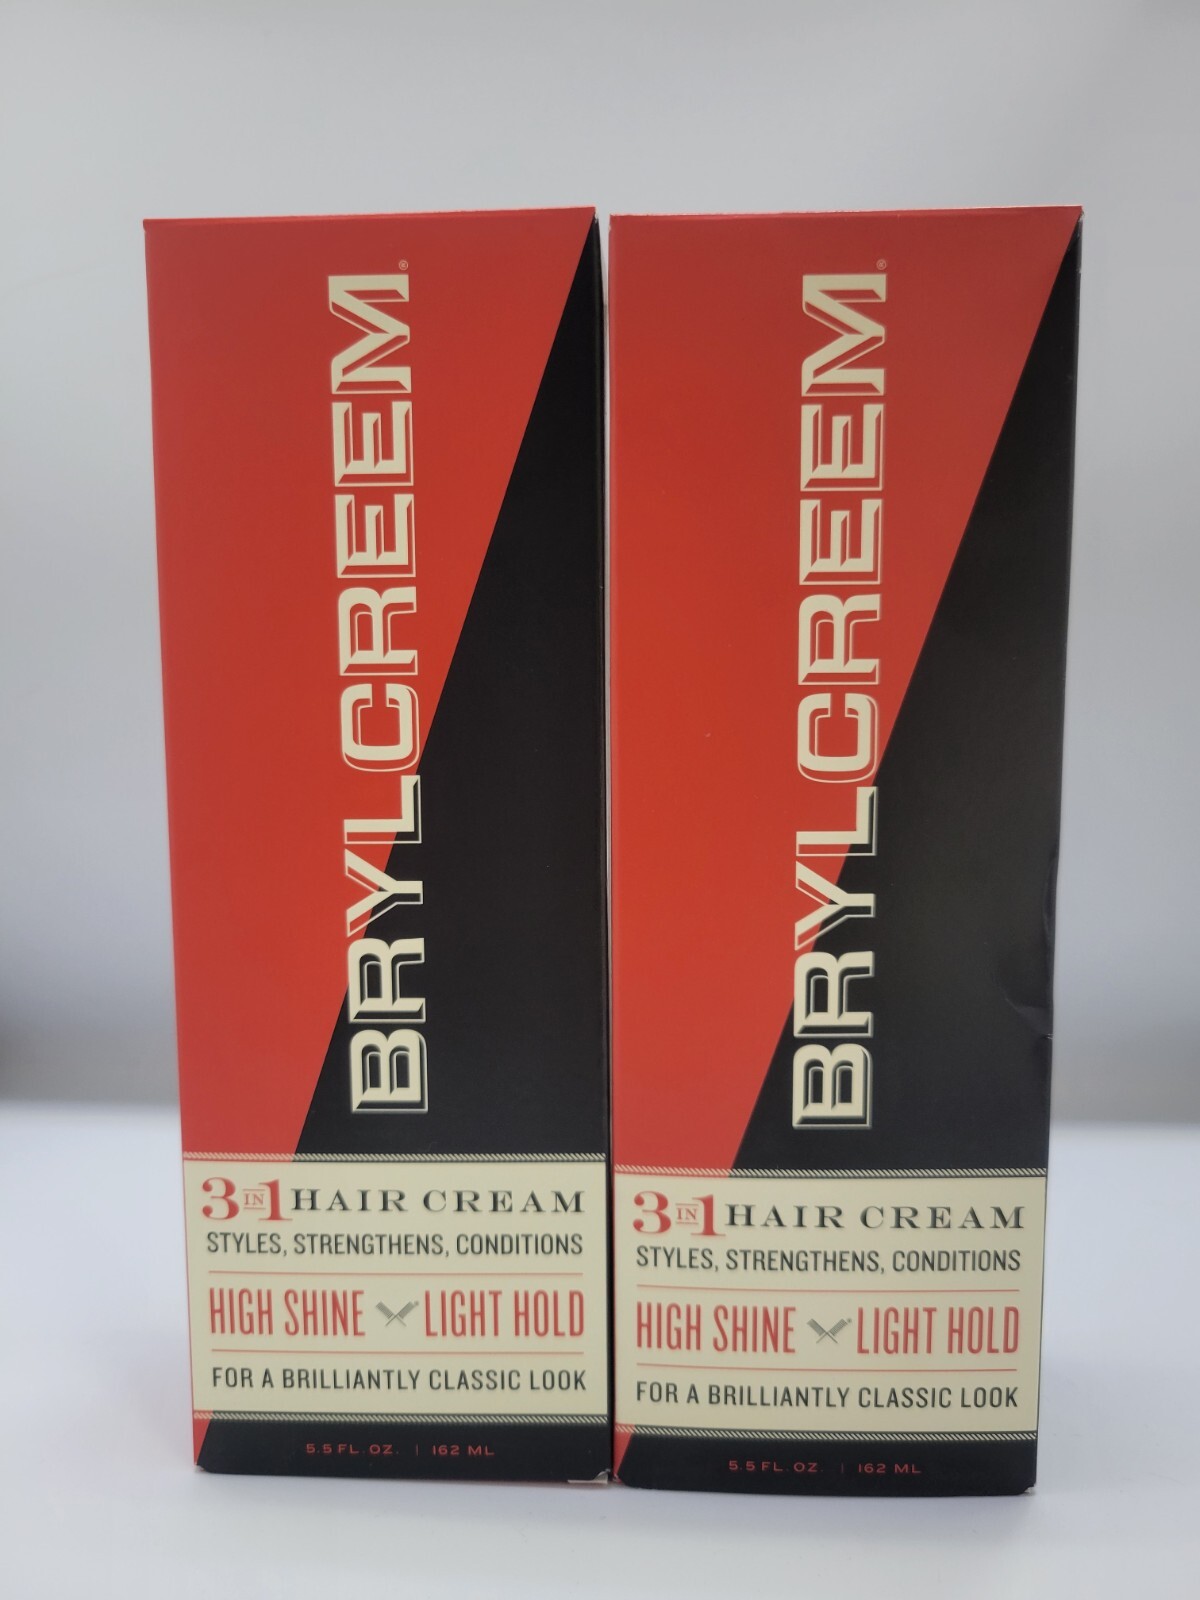 BRYLCREEM®
3 IN 1 HAIR CREAM
STYLES, STRENGTHENS, CONDITIONS
HIGH SHINE LIGHT HOLD
FOR A BRILLIANTLY CLASSIC LOOK
5.5 FL. OZ. | 162 ML
BRYLCREEM®
3 IN 1 HAIR CREAM
STYLES, STRENGTHENS, CONDITIONS
HIGH SHINE LIGHT HOLD
FOR A BRILLIANTLY CLASSIC LOOK
5.5 FL. OZ. | 162 ML